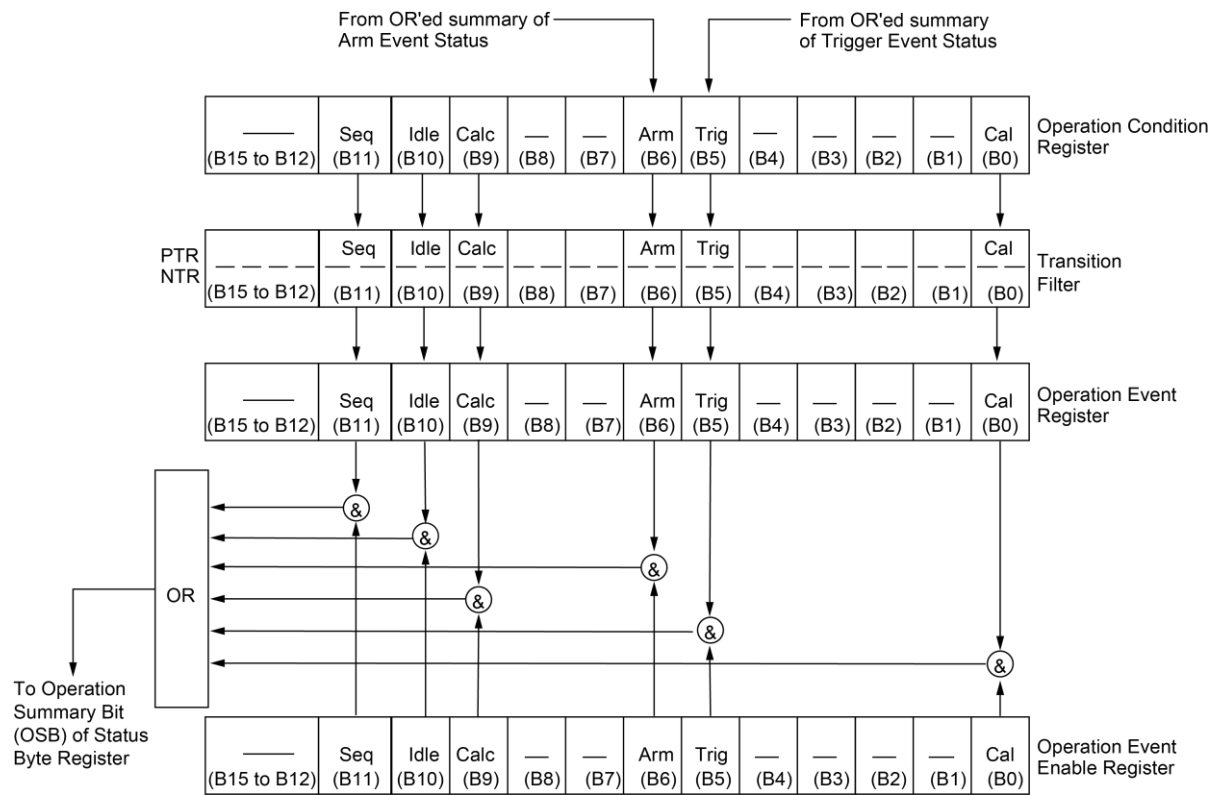 From OR'ed summary of
Arm Event Status
From OR'ed summary
of Trigger Event Status
Seq Idle Calc — — Arm Trig — — — — Cal
(B15 to B12) (B11) (B10) (B9) (B8) (B7) (B6) (B5) (B4) (B3) (B2) (B1) (B0)
Operation Condition
Register
PTR
NTR
Seq Idle Calc Arm Trig Cal
(B15 to B12) (B11) (B10) (B9) (B8) (B7) (B6) (B5) (B4) (B3) (B2) (B1) (B0)
Transition
Filter
Seq Idle Calc — — Arm Trig — — — — Cal
(B15 to B12) (B11) (B10) (B9) (B8) (B7) (B6) (B5) (B4) (B3) (B2) (B1) (B0)
Operation Event
Register
&
&
&
&
&
&
OR
To Operation
Summary Bit
(OSB) of Status
Byte Register
Seq Idle Calc — — Arm Trig — — — — Cal
(B15 to B12) (B11) (B10) (B9) (B8) (B7) (B6) (B5) (B4) (B3) (B2) (B1) (B0)
Operation Event
Enable Register